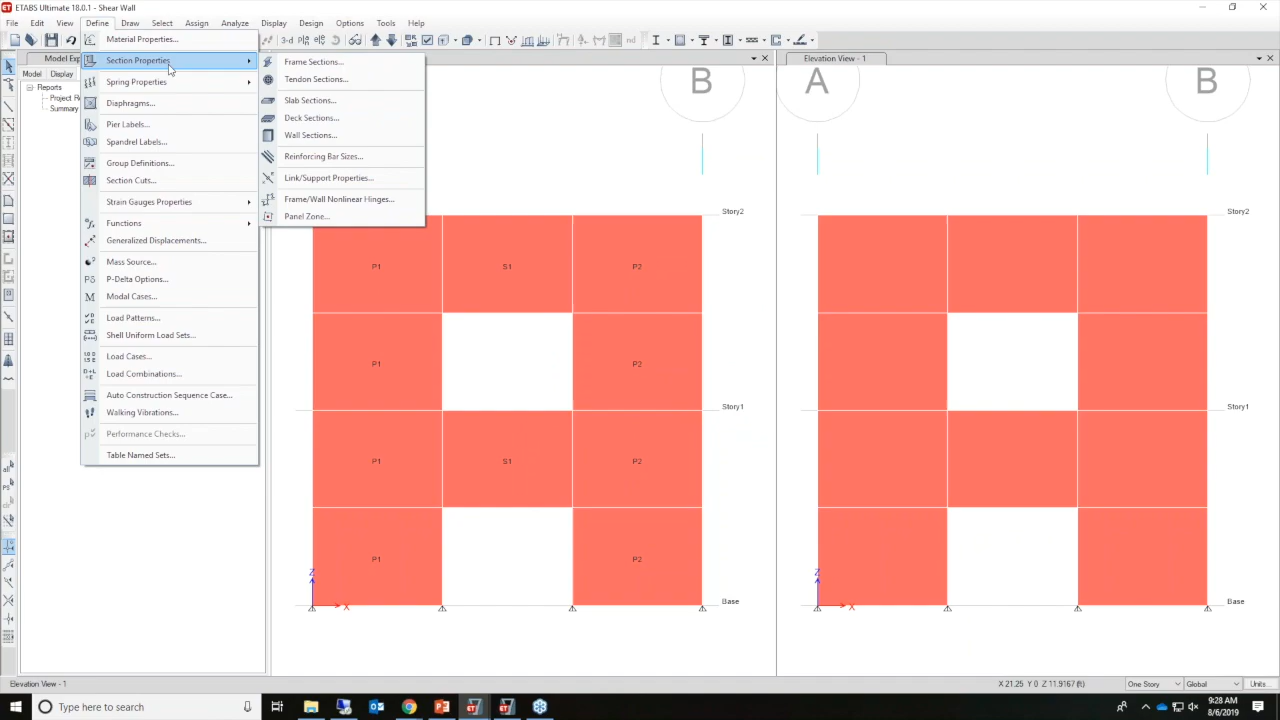 ETABS Ultimate 18.0.1 - Shear Wall
File Edit View Define Draw Select Assign Analyze Display Design Options Tools Help
Model Display
Reports
Material Properties...
Section Properties
Spring Properties
Diaphragms...
Pier Labels...
Spandrel Labels...
Group Definitions...
Section Cuts...
Strain Gauges Properties
Functions
Generalized Displacements...
Mass Source...
P-Delta Options...
Modal Cases...
Load Patterns...
Shell Uniform Load Sets...
Load Cases...
Load Combinations...
Auto Construction Sequence Case...
Walking Vibrations...
Performance Checks...
Table Named Sets...
Frame Sections...
Tendon Sections...
Slab Sections...
Deck Sections...
Wall Sections...
Reinforcing Bar Sizes...
Link/Support Properties...
Frame/Wall Nonlinear Hinges...
Panel Zone...
B
Story2
P1 S1 P2
P1 P2
Story1
P1 S1 P2
P1 P2
Base
Z
X
Elevation View - 1
A B
Story2
Story1
Base
Z
X
Elevation View - 1
X 21.25 Y 0 Z 11.9167 (ft)
One Story
Global
Units...
Type here to search
9:28 AM
8/6/2019